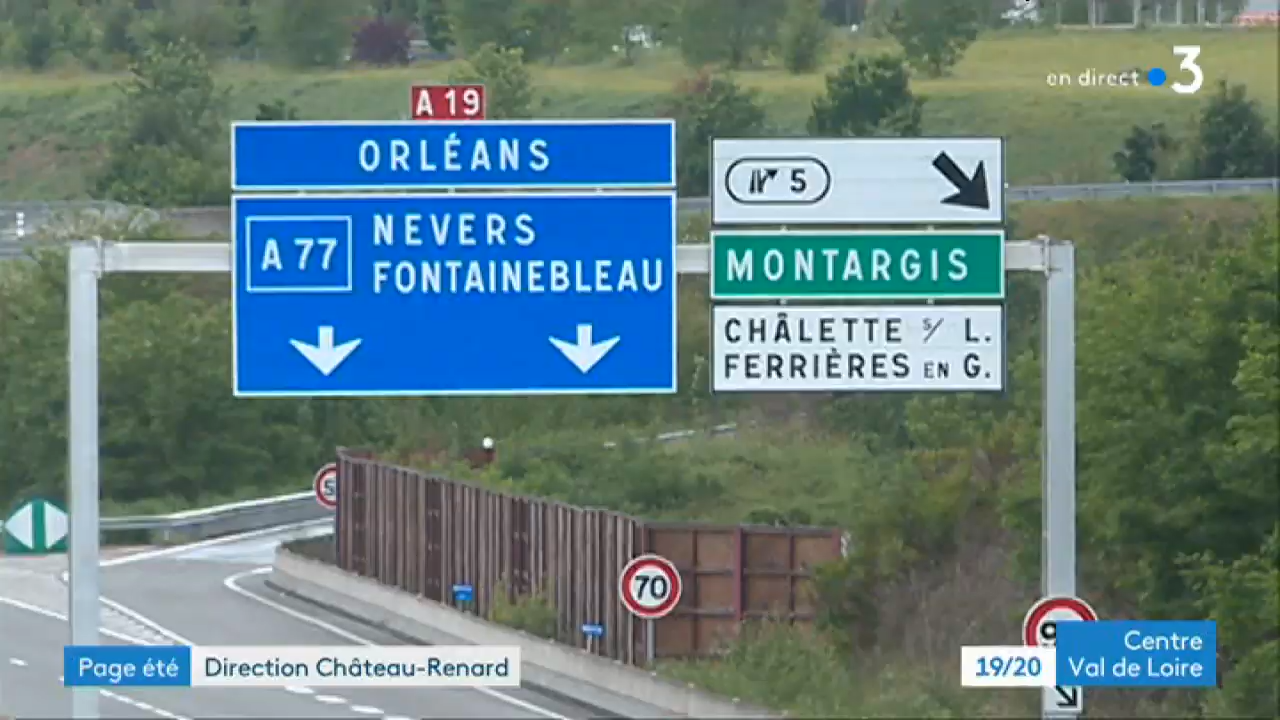 en direct 3
A 19
ORLÉANS
A 77
NEVERS
FONTAINEBLEAU
5
MONTARGIS
CHÂLETTE S/ L.
FERRIÈRES EN G.
70
Page été
Direction Château-Renard
19/20
Centre
Val de Loire